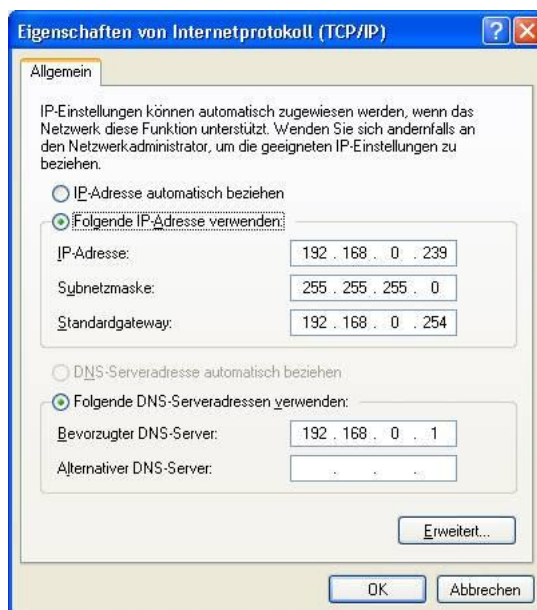 Eigenschaften von Internetprotokoll (TCP/IP)
Allgemein
IP-Einstellungen können automatisch zugewiesen werden, wenn das
Netzwerk diese Funktion unterstützt. Wenden Sie sich andernfalls an
den Netzwerkadministrator, um die geeigneten IP-Einstellungen zu
beziehen.
IP-Adresse automatisch beziehen
Folgende IP-Adresse verwenden:
IP-Adresse: 192 . 168 . 0 . 239
Subnetzmaske: 255 . 255 . 255 . 0
Standardgateway: 192 . 168 . 0 . 254
DNS-Serveradresse automatisch beziehen
Folgende DNS-Serveradressen verwenden:
Bevorzugter DNS-Server: 192 . 168 . 0 . 1
Alternativer DNS-Server: . . .
Erweitert...
OK Abbrechen